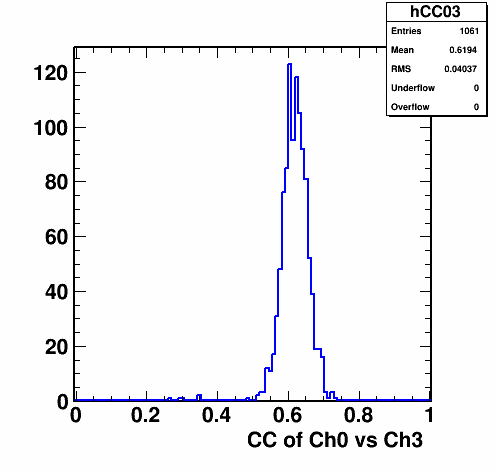 hCC03
Entries 1061
Mean 0.6194
RMS 0.04037
Underflow 0
Overflow 0
120
100
80
60
40
20
0
0 0.2 0.4 0.6 0.8 1
CC of Ch0 vs Ch3